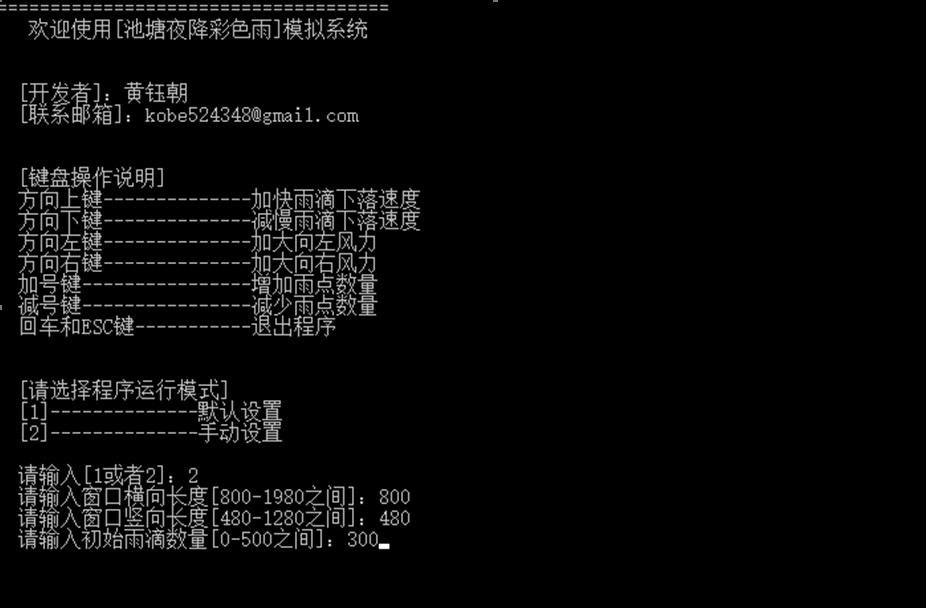 =====================================
欢迎使用[池塘夜降彩色雨]模拟系统
[开发者]：黄钰朝
[联系邮箱]：kobe524348@gmail.com
[键盘操作说明]
方向上键--------------加快雨滴下落速度
方向下键--------------减慢雨滴下落速度
方向左键--------------加大向左风力
方向右键--------------加大向右风力
加号键----------------增加雨点数量
减号键----------------减少雨点数量
回车和ESC键-----------退出程序
[请选择程序运行模式]
[1]--------------默认设置
[2]--------------手动设置
请输入[1或者2]：2
请输入窗口横向长度[800-1980之间]：800
请输入窗口竖向长度[480-1280之间]：480
请输入初始雨滴数量[0-500之间]：300